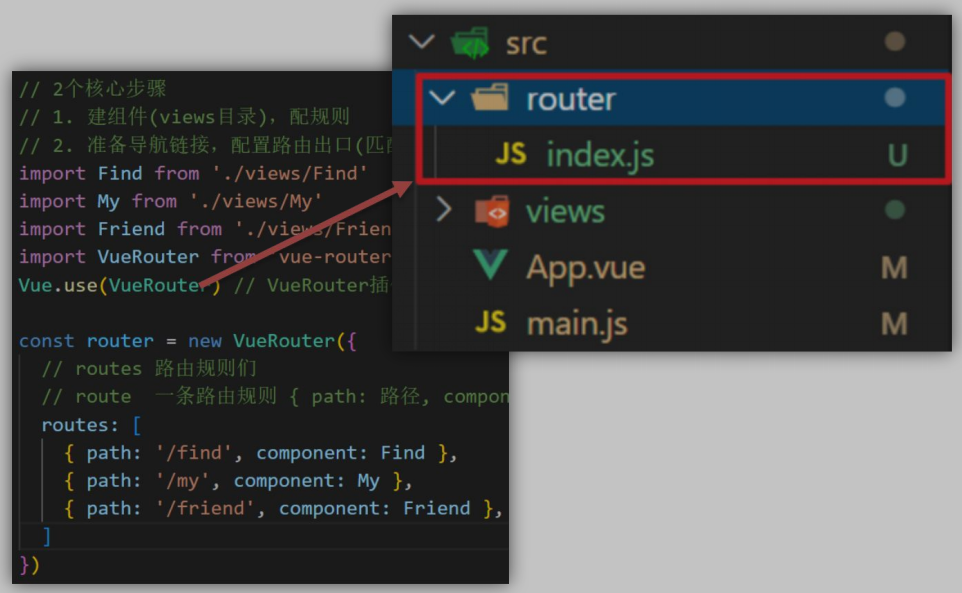 // 2个核心步骤
// 1. 建组件(views目录)，配规则
// 2. 准备导航链接，配置路由出口(匹配
import Find from './views/Find'
import My from './views/My'
import Friend from './views/Frien
import VueRouter from 'vue-router
Vue.use(VueRouter) // VueRouter插
const router = new VueRouter({
// routes 路由规则们
// route 一条路由规则 { path: 路径, compon
routes: [
{ path: '/find', component: Find },
{ path: '/my', component: My },
{ path: '/friend', component: Friend },
]
})
src
router
JS index.js U
views
App.vue M
JS main.js M